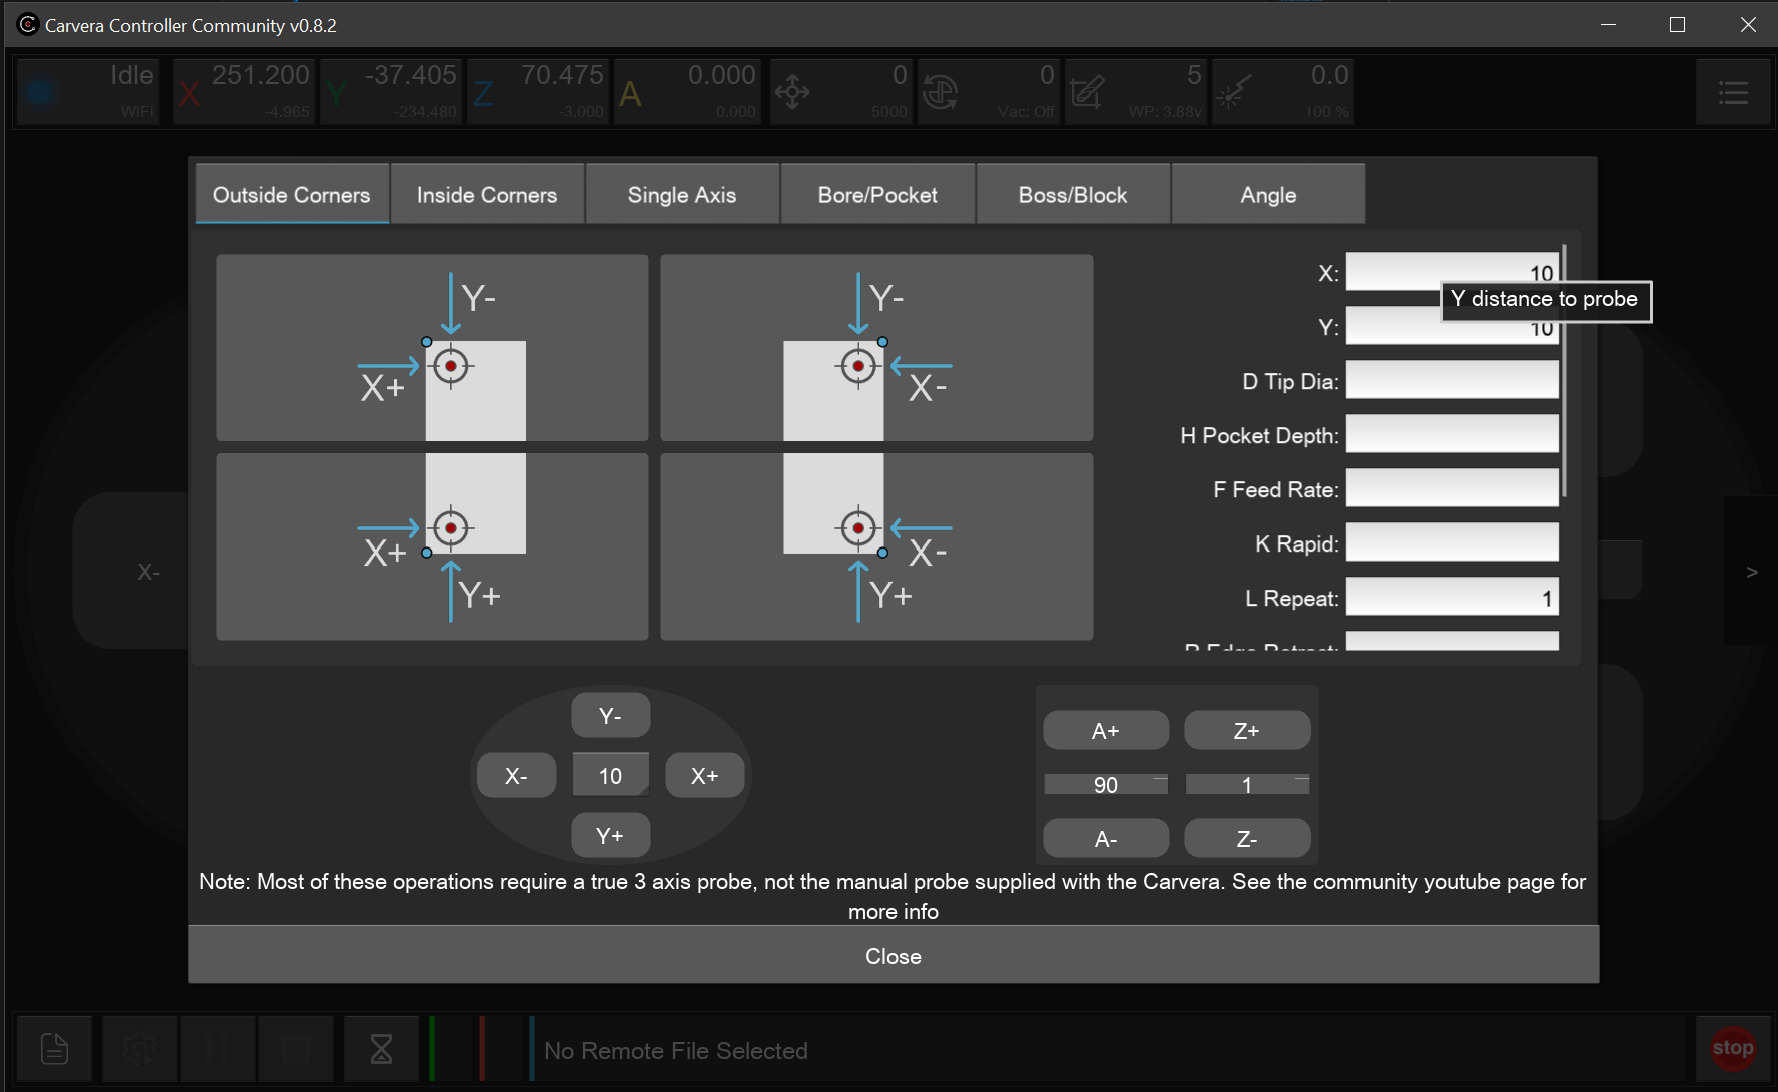 Carvera Controller Community v0.8.2
Idle
WiFi
X 251.200
-4.965
Y -37.405
-234.480
Z 70.475
-3.000
A 0.000
0.000
0
5000
0
Vac: Off
5
WP: 3.88v
0.0
100 %
Outside Corners
Inside Corners
Single Axis
Bore/Pocket
Boss/Block
Angle
Y-
X+
Y-
X-
X+
Y+
X-
Y+
X: 10
Y distance to probe
Y: 10
D Tip Dia:
H Pocket Depth:
F Feed Rate:
K Rapid:
L Repeat: 1
R Edge Retract:
X-
>
Y-
X- 10 X+
Y+
A+ Z+
90 1
A- Z-
Note: Most of these operations require a true 3 axis probe, not the manual probe supplied with the Carvera. See the community youtube page for
more info
Close
No Remote File Selected
stop